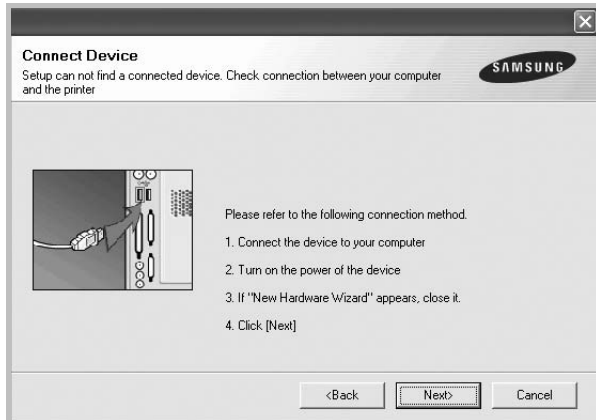 Connect Device
Setup can not find a connected device. Check connection between your computer
and the printer
SAMSUNG
Please refer to the following connection method.
1. Connect the device to your computer
2. Turn on the power of the device
3. If "New Hardware Wizard" appears, close it.
4. Click [Next]
<Back
Next>
Cancel